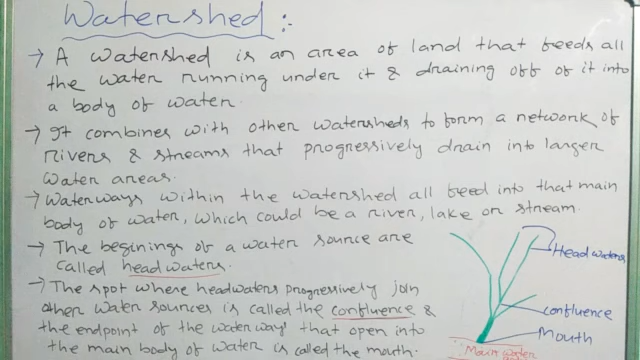 Watershed :-
→ A watershed is an area of land that feeds all
the water running under it & draining off of it into
a body of water.
→ It combines with other watersheds to form a network of
rivers & streams that progressively drain into larger
water areas.
→ Waterways within the watershed all feed into that main
body of water, which could be a river, lake or stream.
→ The beginings of a water source are
called headwaters.
→ The spot where headwaters progressively join
other water sources is called the confluence &
the endpoint of the waterways that open into
the main body of water is called the mouth.
Headwaters
confluence
Mouth
Main water